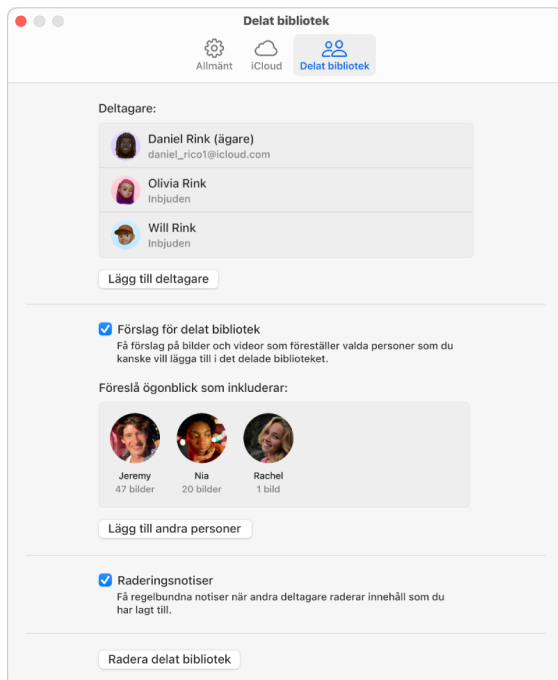 Delat bibliotek
Allmänt
iCloud
Delat bibliotek
Deltagare:
Daniel Rink (ägare)
daniel_rico1@icloud.com
Olivia Rink
Inbjuden
Will Rink
Inbjuden
Lägg till deltagare
Förslag för delat bibliotek
Få förslag på bilder och videor som föreställer valda personer som du
kanske vill lägga till i det delade biblioteket.
Föreslå ögonblick som inkluderar:
Jeremy
47 bilder
Nia
20 bilder
Rachel
1 bild
Lägg till andra personer
Raderingsnotiser
Få regelbundna notiser när andra deltagare raderar innehåll som du
har lagt till.
Radera delat bibliotek